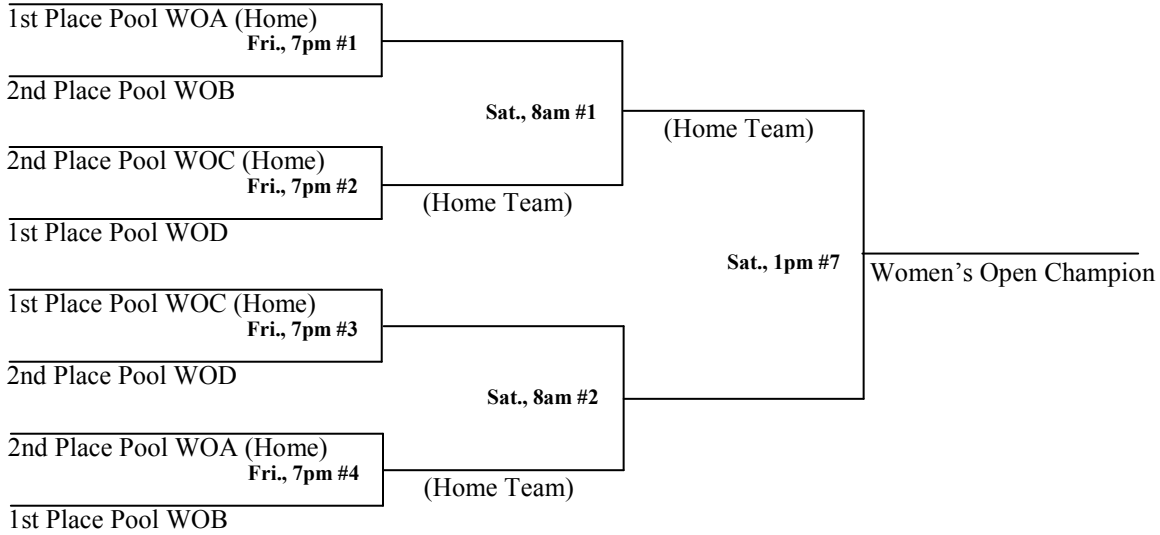 1st Place Pool WOA (Home)
Fri., 7pm #1
2nd Place Pool WOB
Sat., 8am #1
(Home Team)
2nd Place Pool WOC (Home)
Fri., 7pm #2
(Home Team)
1st Place Pool WOD
Sat., 1pm #7
Women’s Open Champion
1st Place Pool WOC (Home)
Fri., 7pm #3
2nd Place Pool WOD
Sat., 8am #2
2nd Place Pool WOA (Home)
Fri., 7pm #4
(Home Team)
1st Place Pool WOB